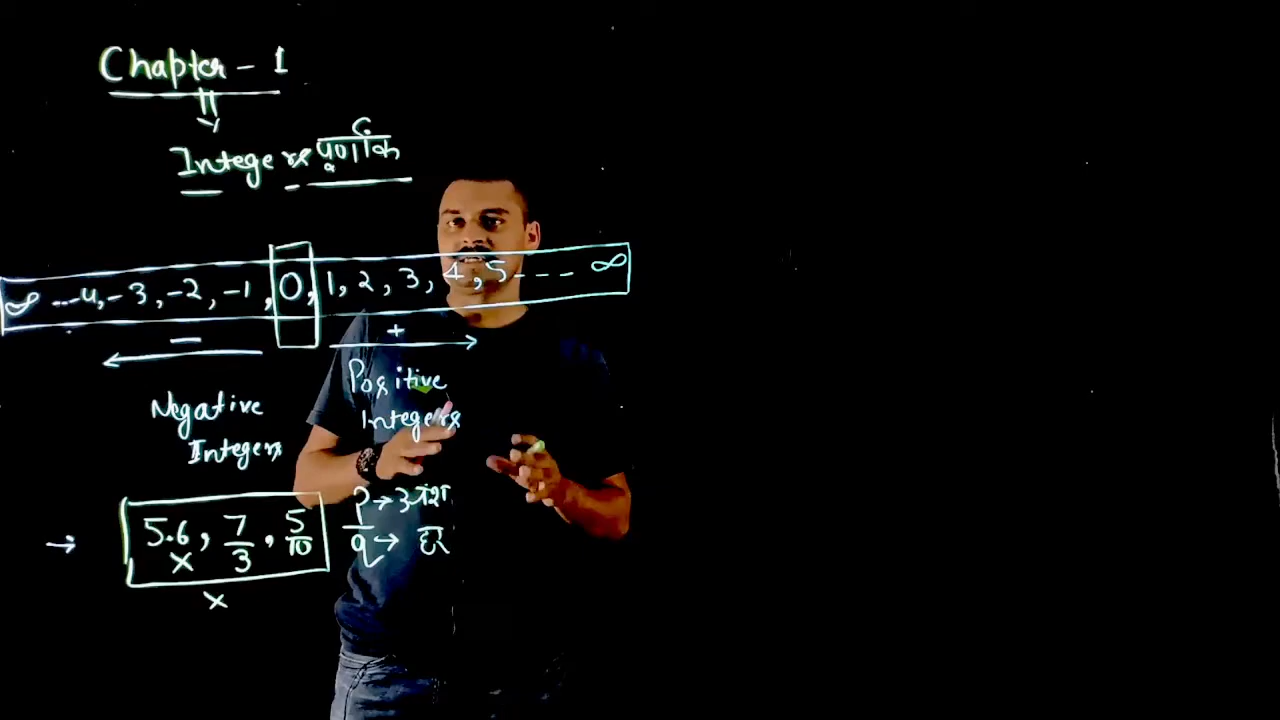 Chapter - 1
Integers पूर्णांक
∞ ...4, -3, -2, -1, 0, 1, 2, 3, 4, 5 - - - ∞
− +
Negative
Integers
Positive
Integers
→ 5.6, 7/3, 5/10 p/q
x
x
→ अंश
→ हर